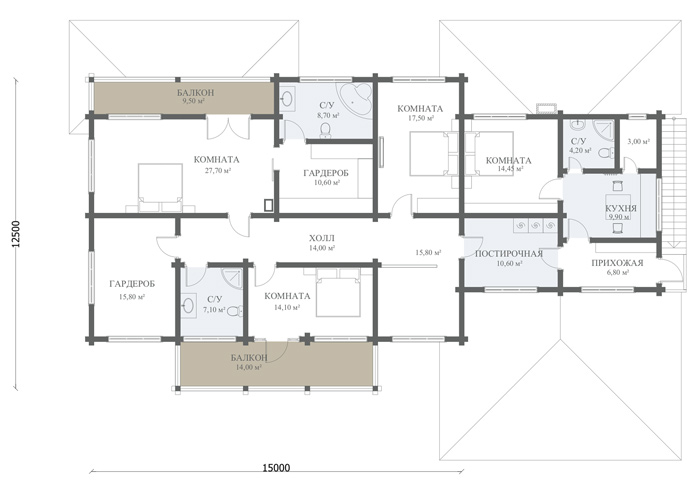 БАЛКОН
9,50 м²
С/У
8,70 м²
КОМНАТА
17,50 м²
КОМНАТА
27,70 м²
ГАРДЕРОБ
10,60 м²
КОМНАТА
14,45 м²
С/У
4,20 м²
3,00 м²
КУХНЯ
9,90 м²
ХОЛЛ
14,00 м²
15,80 м²
ПОСТИРОЧНАЯ
10,60 м²
ПРИХОЖАЯ
6,80 м²
ГАРДЕРОБ
15,80 м²
С/У
7,10 м²
КОМНАТА
14,10 м²
БАЛКОН
14,00 м²
12500
15000